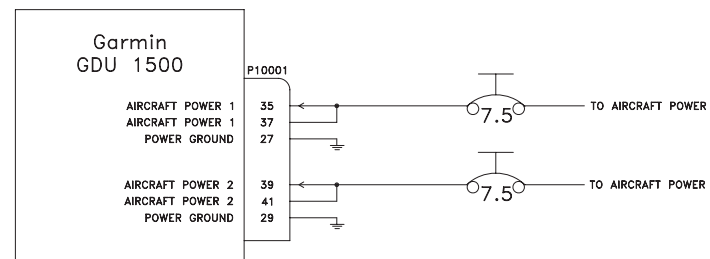 Garmin
GDU 1500
P10001
AIRCRAFT POWER 1 35
AIRCRAFT POWER 1 37
POWER GROUND 27
7.5
TO AIRCRAFT POWER
AIRCRAFT POWER 2 39
AIRCRAFT POWER 2 41
POWER GROUND 29
7.5
TO AIRCRAFT POWER